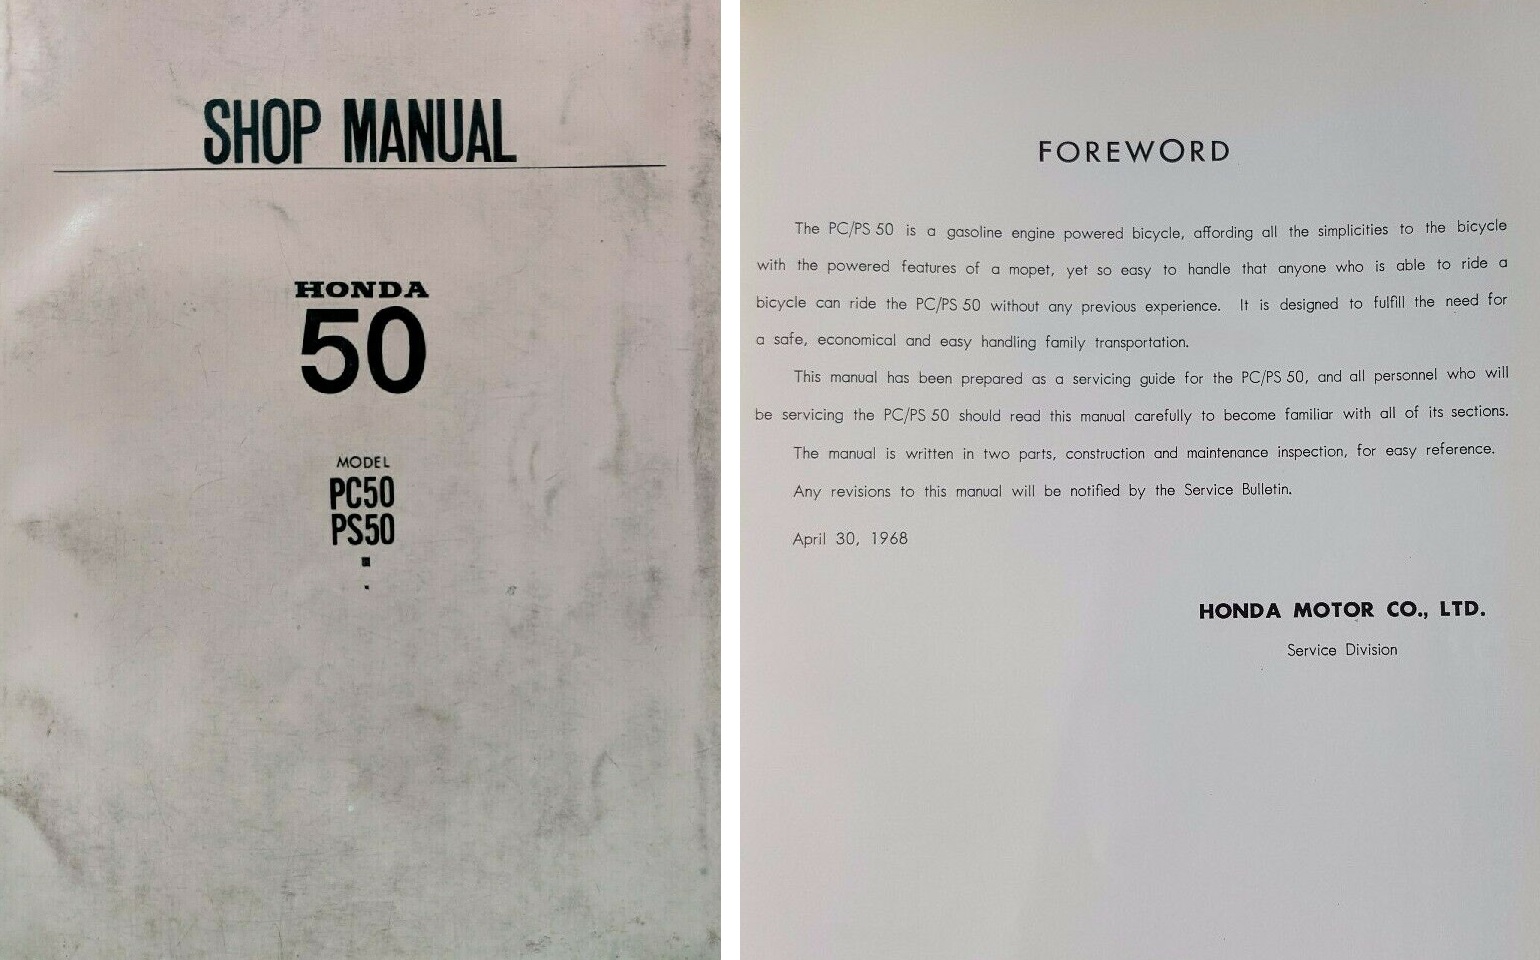 SHOP MANUAL
HONDA
50
MODEL
PC50
PS50
FOREWORD
The PC/PS 50 is a gasoline engine powered bicycle, affording all the simplicities to the bicycle
with the powered features of a mopet, yet so easy to handle that anyone who is able to ride a
bicycle can ride the PC/PS 50 without any previous experience. It is designed to fulfill the need for
a safe, economical and easy handling family transportation.
This manual has been prepared as a servicing guide for the PC/PS 50, and all personnel who will
be servicing the PC/PS 50 should read this manual carefully to become familiar with all of its sections.
The manual is written in two parts, construction and maintenance inspection, for easy reference.
Any revisions to this manual will be notified by the Service Bulletin.
April 30, 1968
HONDA MOTOR CO., LTD.
Service Division